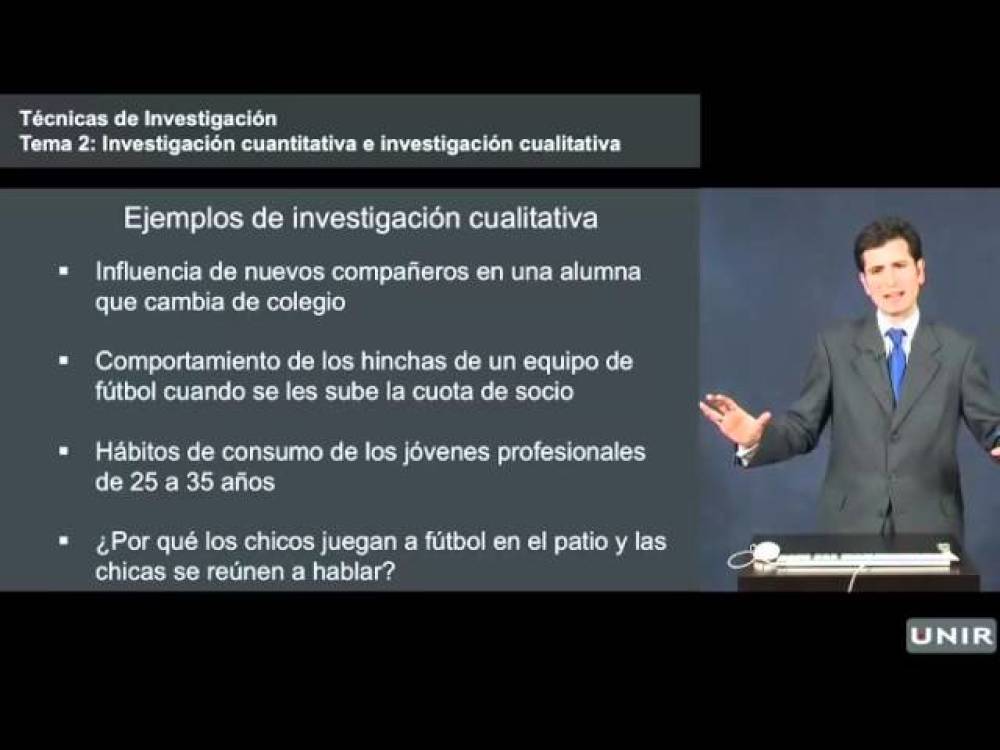 Técnicas de Investigación
Tema 2: Investigación cuantitativa e investigación cualitativa
Ejemplos de investigación cualitativa
▪ Influencia de nuevos compañeros en una alumna
que cambia de colegio
▪ Comportamiento de los hinchas de un equipo de
fútbol cuando se les sube la cuota de socio
▪ Hábitos de consumo de los jóvenes profesionales
de 25 a 35 años
▪ ¿Por qué los chicos juegan a fútbol en el patio y las
chicas se reúnen a hablar?
UNIR